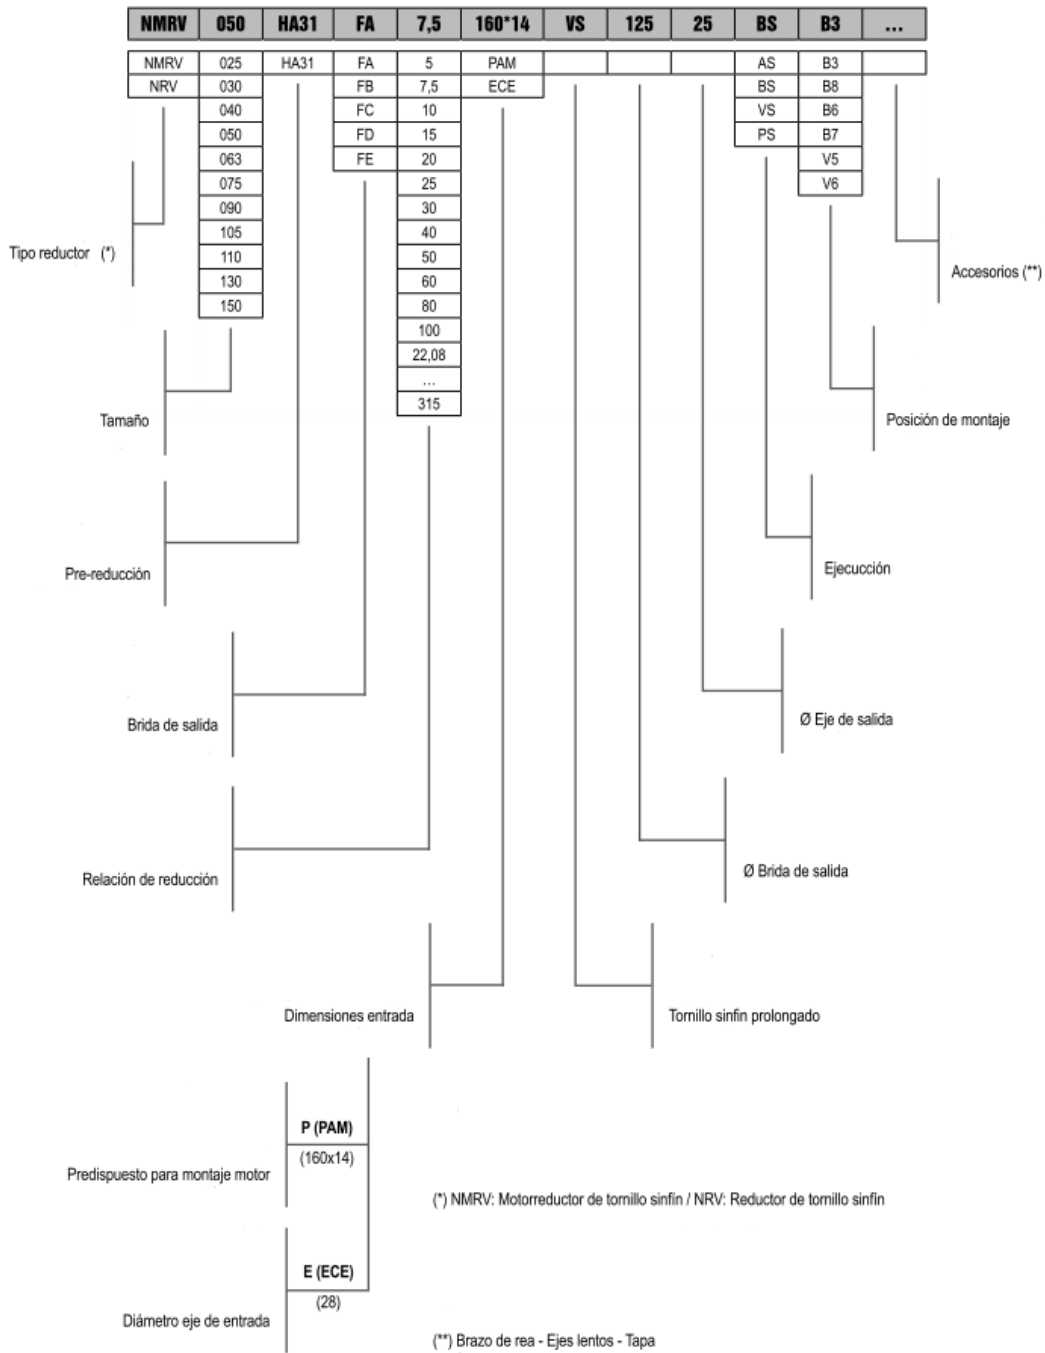 NMRV 050 HA31 FA 7,5 160*14 VS 125 25 BS B3 ...
NMRV 025 HA31 FA 5 PAM AS B3
NRV 030 FB 7,5 ECE BS B8
040 FC 10 VS B6
050 FD 15 PS B7
063 FE 20 V5
075 25 V6
090 30
105 40
110 50
130 60
150 80
100
22,08
...
315
Tipo reductor (*)
Accesorios (**)
Tamaño
Posición de montaje
Pre-reducción
Ejecucción
Brida de salida
Ø Eje de salida
Relación de reducción
Ø Brida de salida
Dimensiones entrada
Tornillo sinfin prolongado
P (PAM)
(160x14)
Predispuesto para montaje motor
(*) NMRV: Motorreductor de tornillo sinfín / NRV: Reductor de tornillo sinfín
E (ECE)
(28)
Diámetro eje de entrada
(**) Brazo de rea - Ejes lentos - Tapa